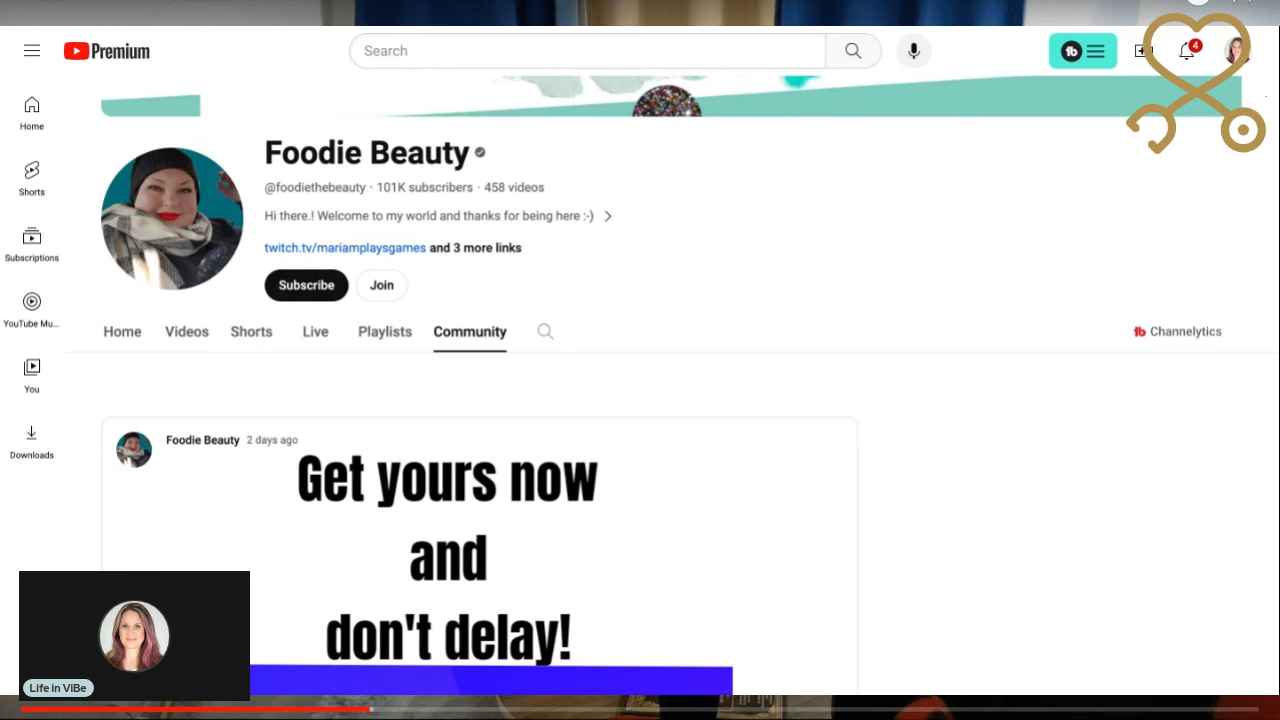 Premium
Search
4
Home
Shorts
Subscriptions
YouTube Mu...
You
Downloads
Foodie Beauty
@foodiethebeauty · 101K subscribers · 458 videos
Hi there.! Welcome to my world and thanks for being here :-)
twitch.tv/mariamplaysgames and 3 more links
Subscribe
Join
Home
Videos
Shorts
Live
Playlists
Community
Channelytics
Foodie Beauty 2 days ago
Get yours now
and
don't delay!
Life in ViBe